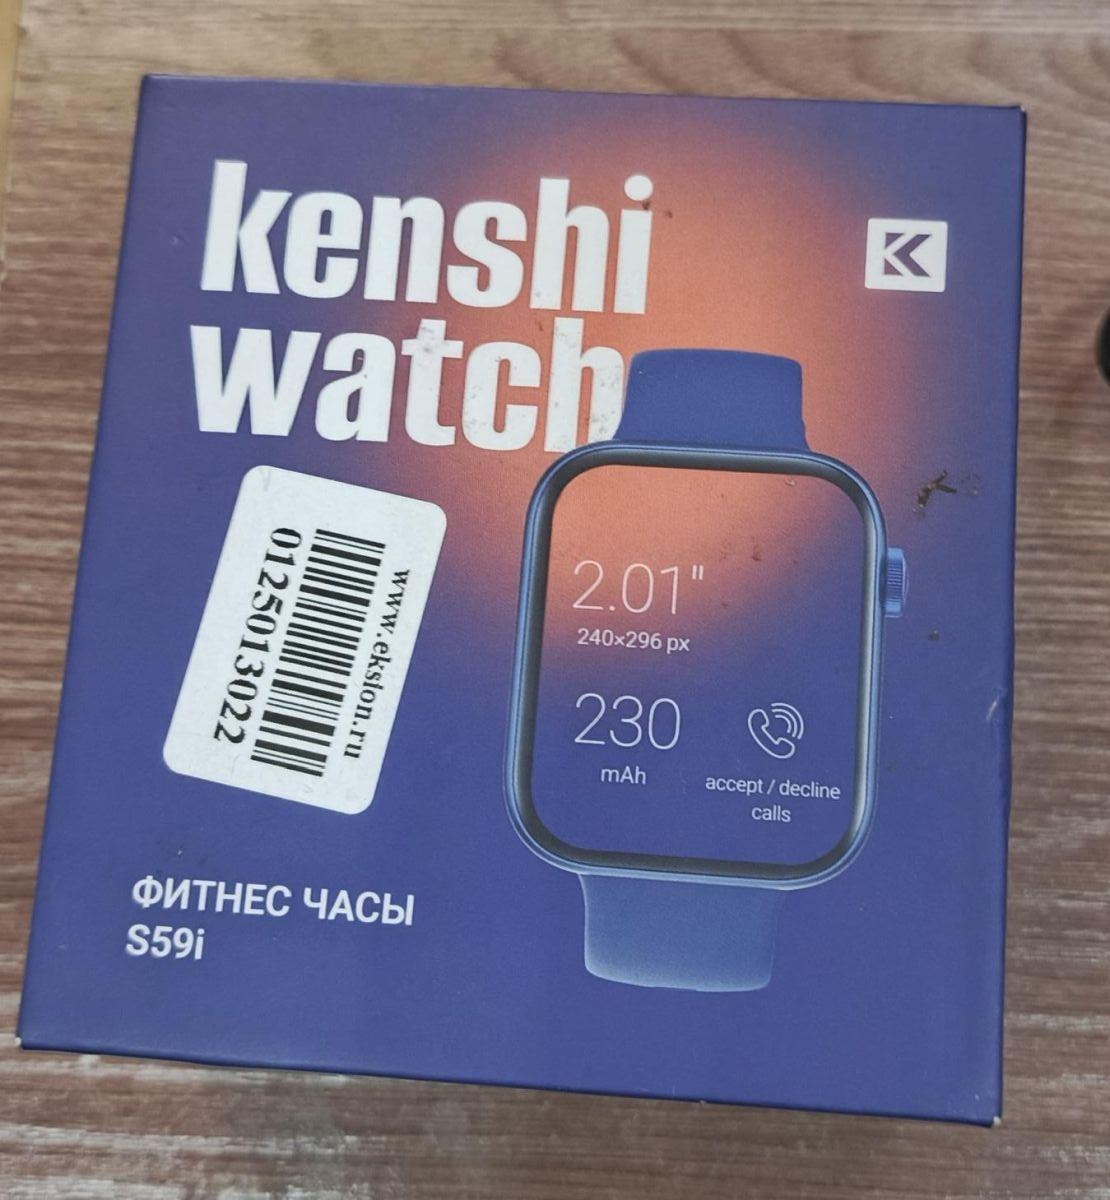 kenshi
watch
K
www.eksion.ru
0125013022
2.01"
240×296 px
230
mAh
accept / decline
calls
ФИТНЕС ЧАСЫ
S59i